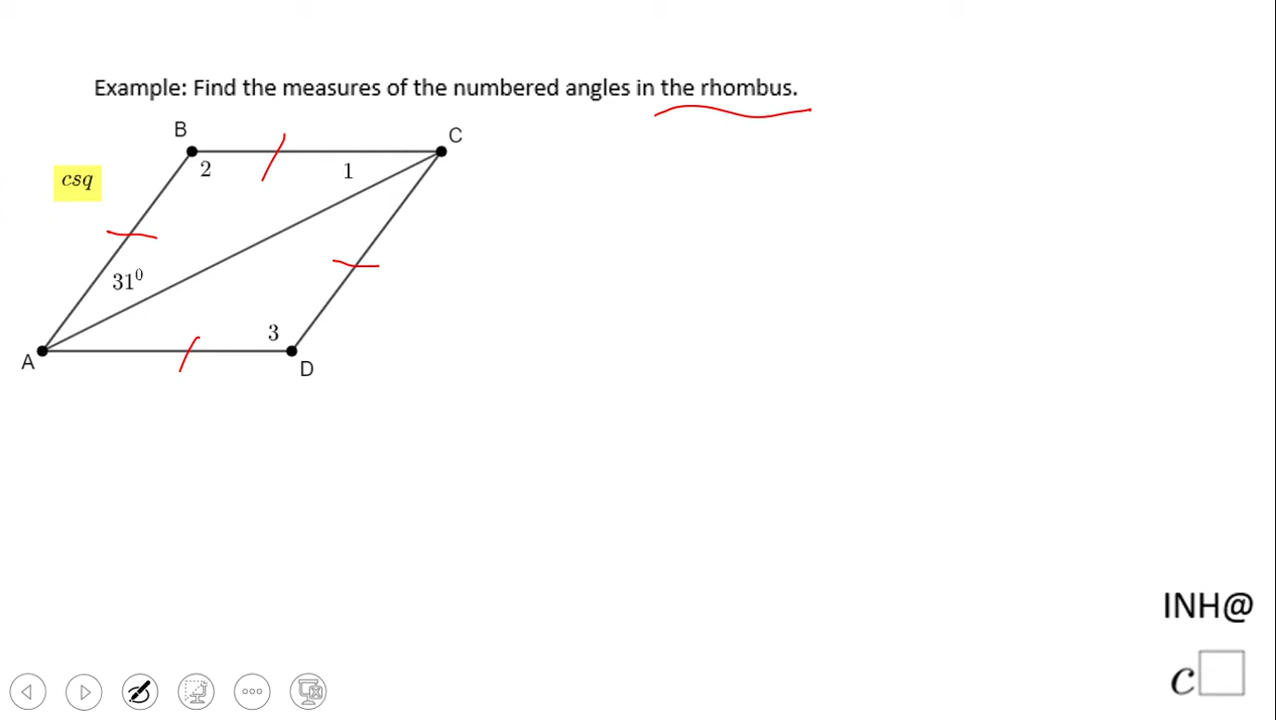 Example: Find the measures of the numbered angles in the rhombus.
B
C
2
1
csq
31⁰
3
A
D
INH@
c